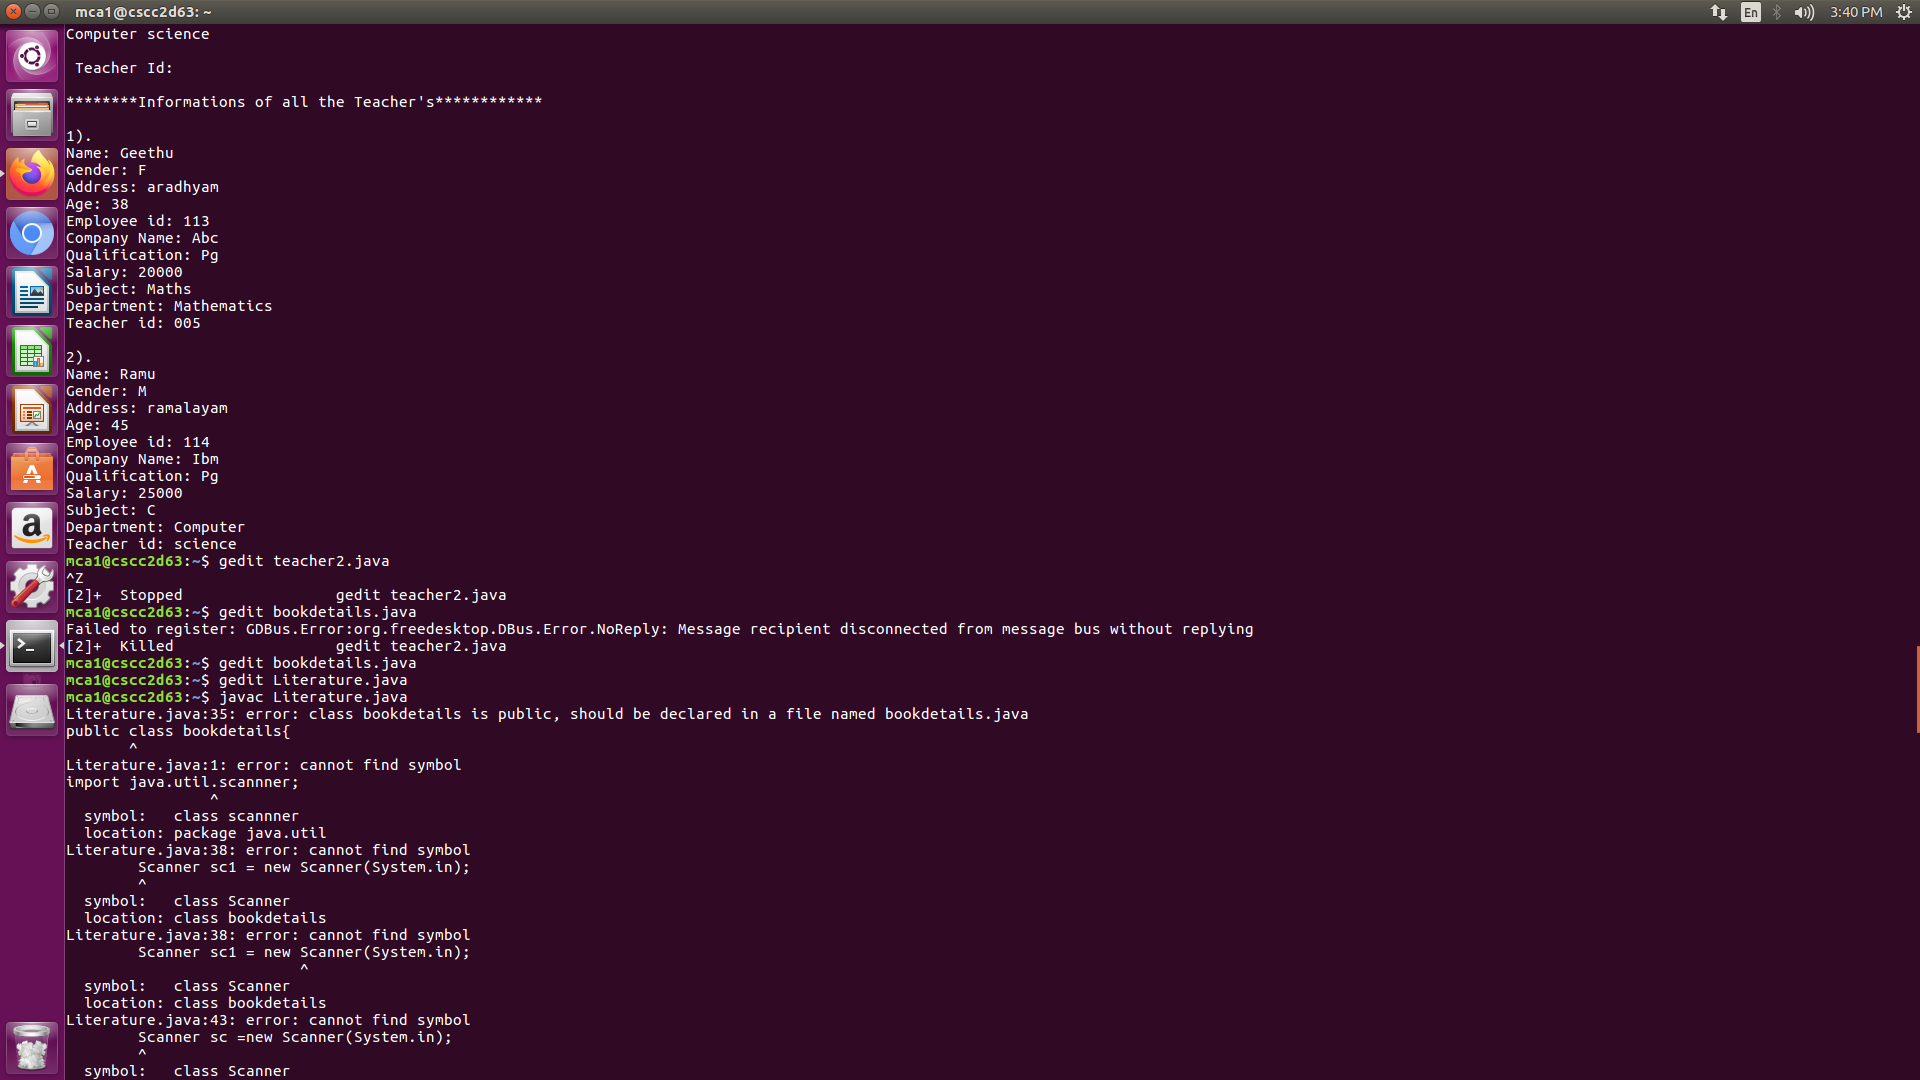 mca1@cscc2d63: ~
En
3:40 PM
Computer science
Teacher Id:
********Informations of all the Teacher's************
1).
Name: Geethu
Gender: F
Address: aradhyam
Age: 38
Employee id: 113
Company Name: Abc
Qualification: Pg
Salary: 20000
Subject: Maths
Department: Mathematics
Teacher id: 005
2).
Name: Ramu
Gender: M
Address: ramalayam
Age: 45
Employee id: 114
Company Name: Ibm
Qualification: Pg
Salary: 25000
Subject: C
Department: Computer
Teacher id: science
mca1@cscc2d63:~$ gedit teacher2.java
^Z
[2]+  Stopped                 gedit teacher2.java
mca1@cscc2d63:~$ gedit bookdetails.java
Failed to register: GDBus.Error:org.freedesktop.DBus.Error.NoReply: Message recipient disconnected from message bus without replying
[2]+  Killed                  gedit teacher2.java
mca1@cscc2d63:~$ gedit bookdetails.java
mca1@cscc2d63:~$ gedit Literature.java
mca1@cscc2d63:~$ javac Literature.java
Literature.java:35: error: class bookdetails is public, should be declared in a file named bookdetails.java
public class bookdetails{
       ^
Literature.java:1: error: cannot find symbol
import java.util.scannner;
                ^
  symbol:   class scannner
  location: package java.util
Literature.java:38: error: cannot find symbol
        Scanner sc1 = new Scanner(System.in);
        ^
  symbol:   class Scanner
  location: class bookdetails
Literature.java:38: error: cannot find symbol
        Scanner sc1 = new Scanner(System.in);
                          ^
  symbol:   class Scanner
  location: class bookdetails
Literature.java:43: error: cannot find symbol
        Scanner sc =new Scanner(System.in);
        ^
  symbol:   class Scanner